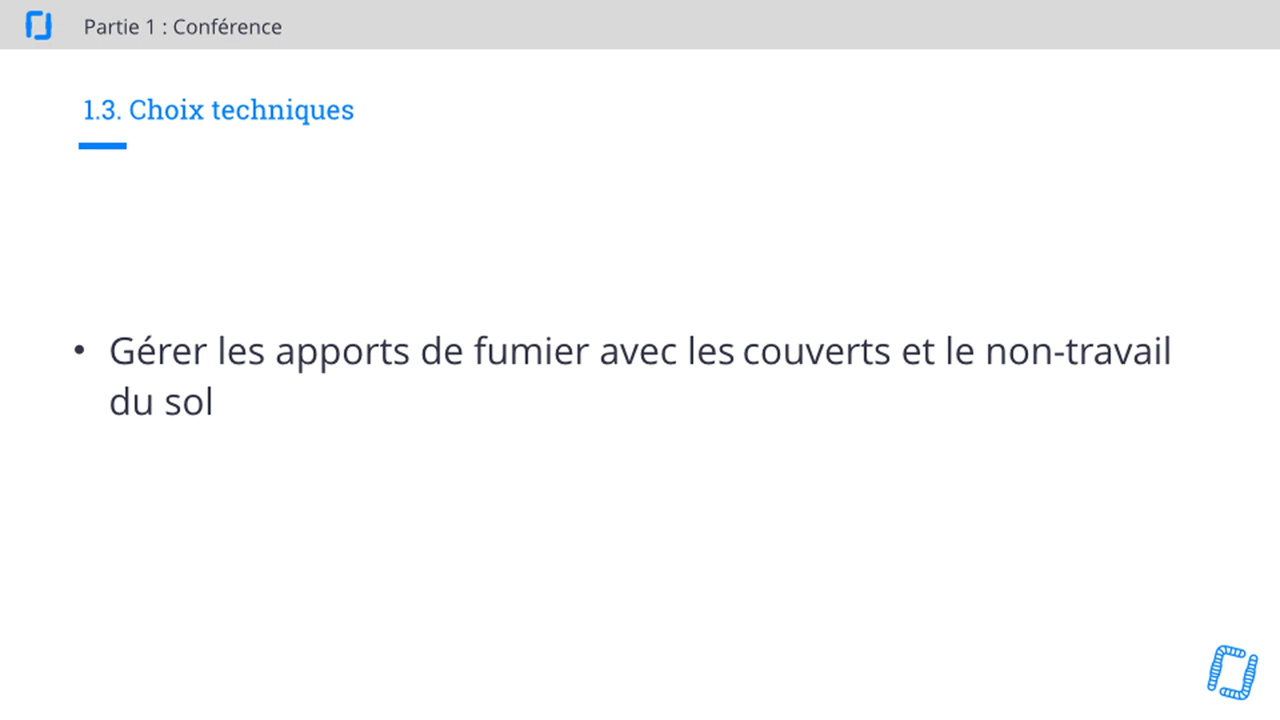 Partie 1 : Conférence
1.3. Choix techniques
• Gérer les apports de fumier avec les couverts et le non-travail
du sol